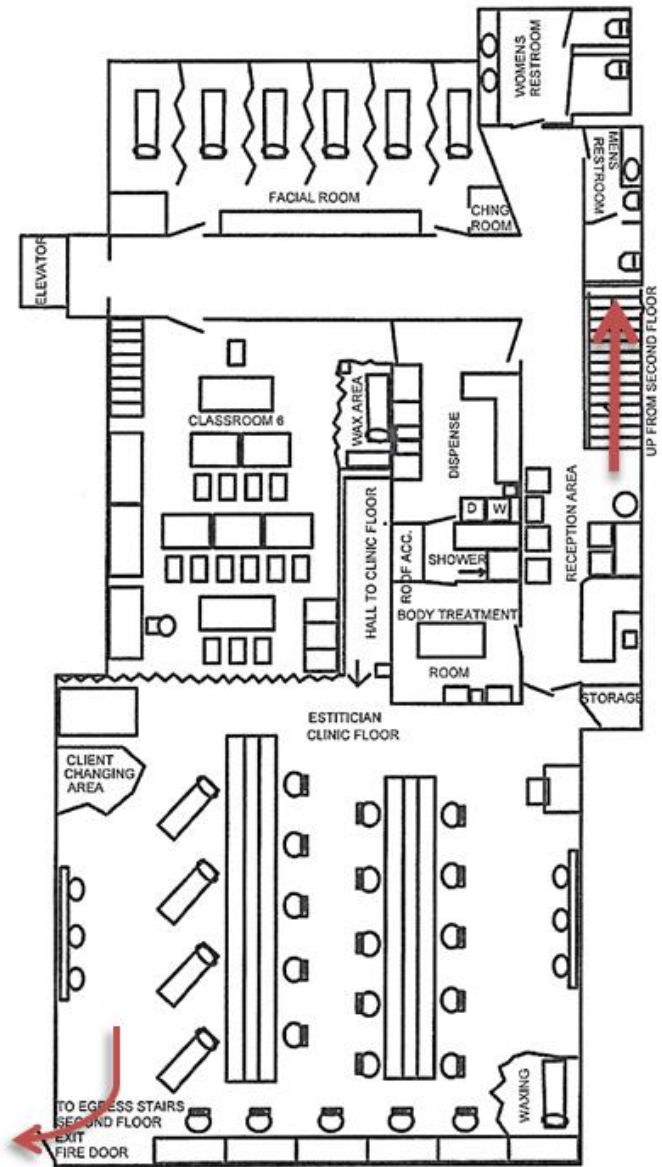 WOMENS
RESTROOM
MENS
RESTROOM
FACIAL ROOM
CHNG
ROOM
ELEVATOR
UP FROM SECOND FLOOR
WAX AREA
CLASSROOM 6
DISPENSE
RECEPTION AREA
D
W
HALL TO CLINIC FLOOR
ROOF ACC.
SHOWER
BODY TREATMENT
ROOM
STORAGE
ESTITICIAN
CLINIC FLOOR
CLIENT
CHANGING
AREA
WAXING
TO EGRESS STAIRS
SECOND FLOOR
EXIT
FIRE DOOR